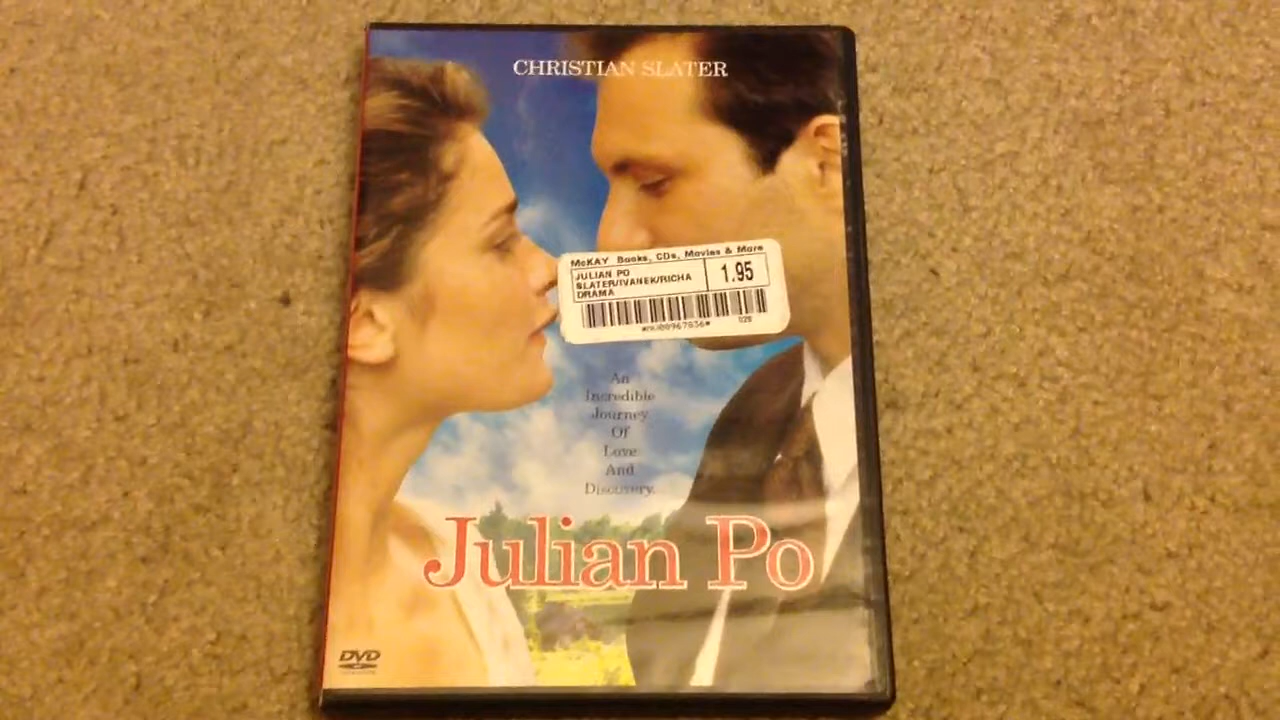 CHRISTIAN SLATER
McKAY Books, CDs, Movies & More
JULIAN PO
SLATER/IVANEK/RICHA
DRAMA
1.95
028
An
Incredible
Journey
Of
Love
And
Discovery.
Julian Po
DVD